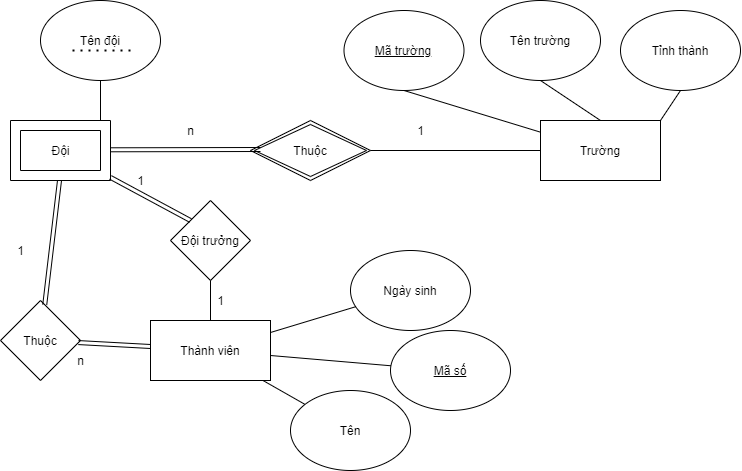 Tên đội
Mã trường
Tên trường
Tỉnh thành
n
1
Đội
Thuộc
Trường
1
Đội trưởng
1
1
Ngày sinh
Thuộc
Thành viên
n
Mã số
Tên